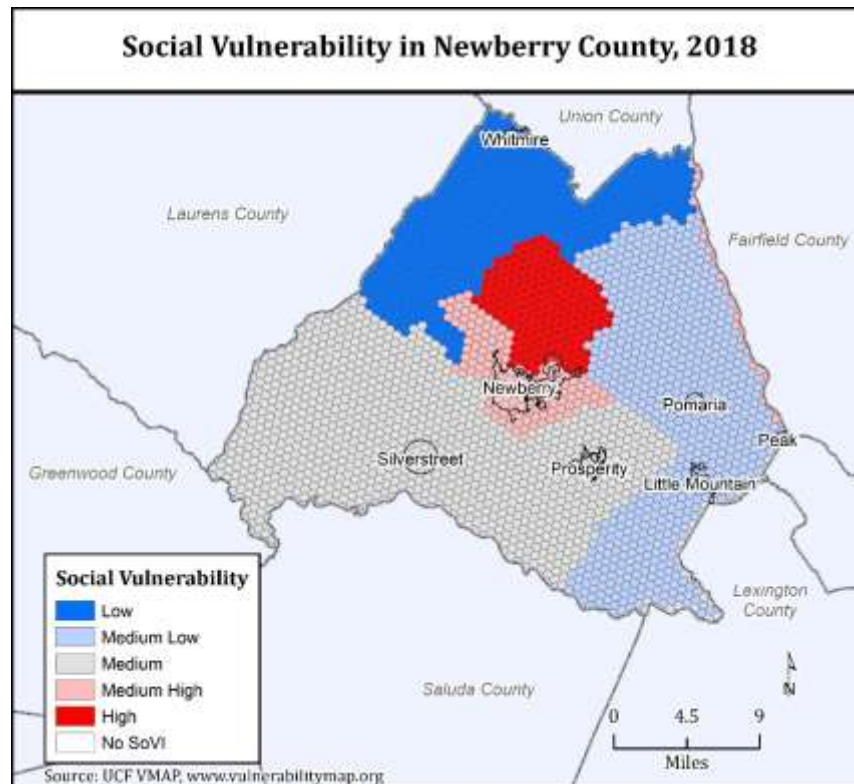 Social Vulnerability in Newberry County, 2018
Union County
Whitmire
Laurens County
Fairfield County
Newberry
Pomaria
Peak
Silverstreet
Prosperity
Little Mountain
Greenwood County
Lexington
County
Saluda County
Social Vulnerability
Low
Medium Low
Medium
Medium High
High
No SoVI
N
0 4.5 9
Miles
Source: UCF VMAP, www.vulnerabilitymap.org